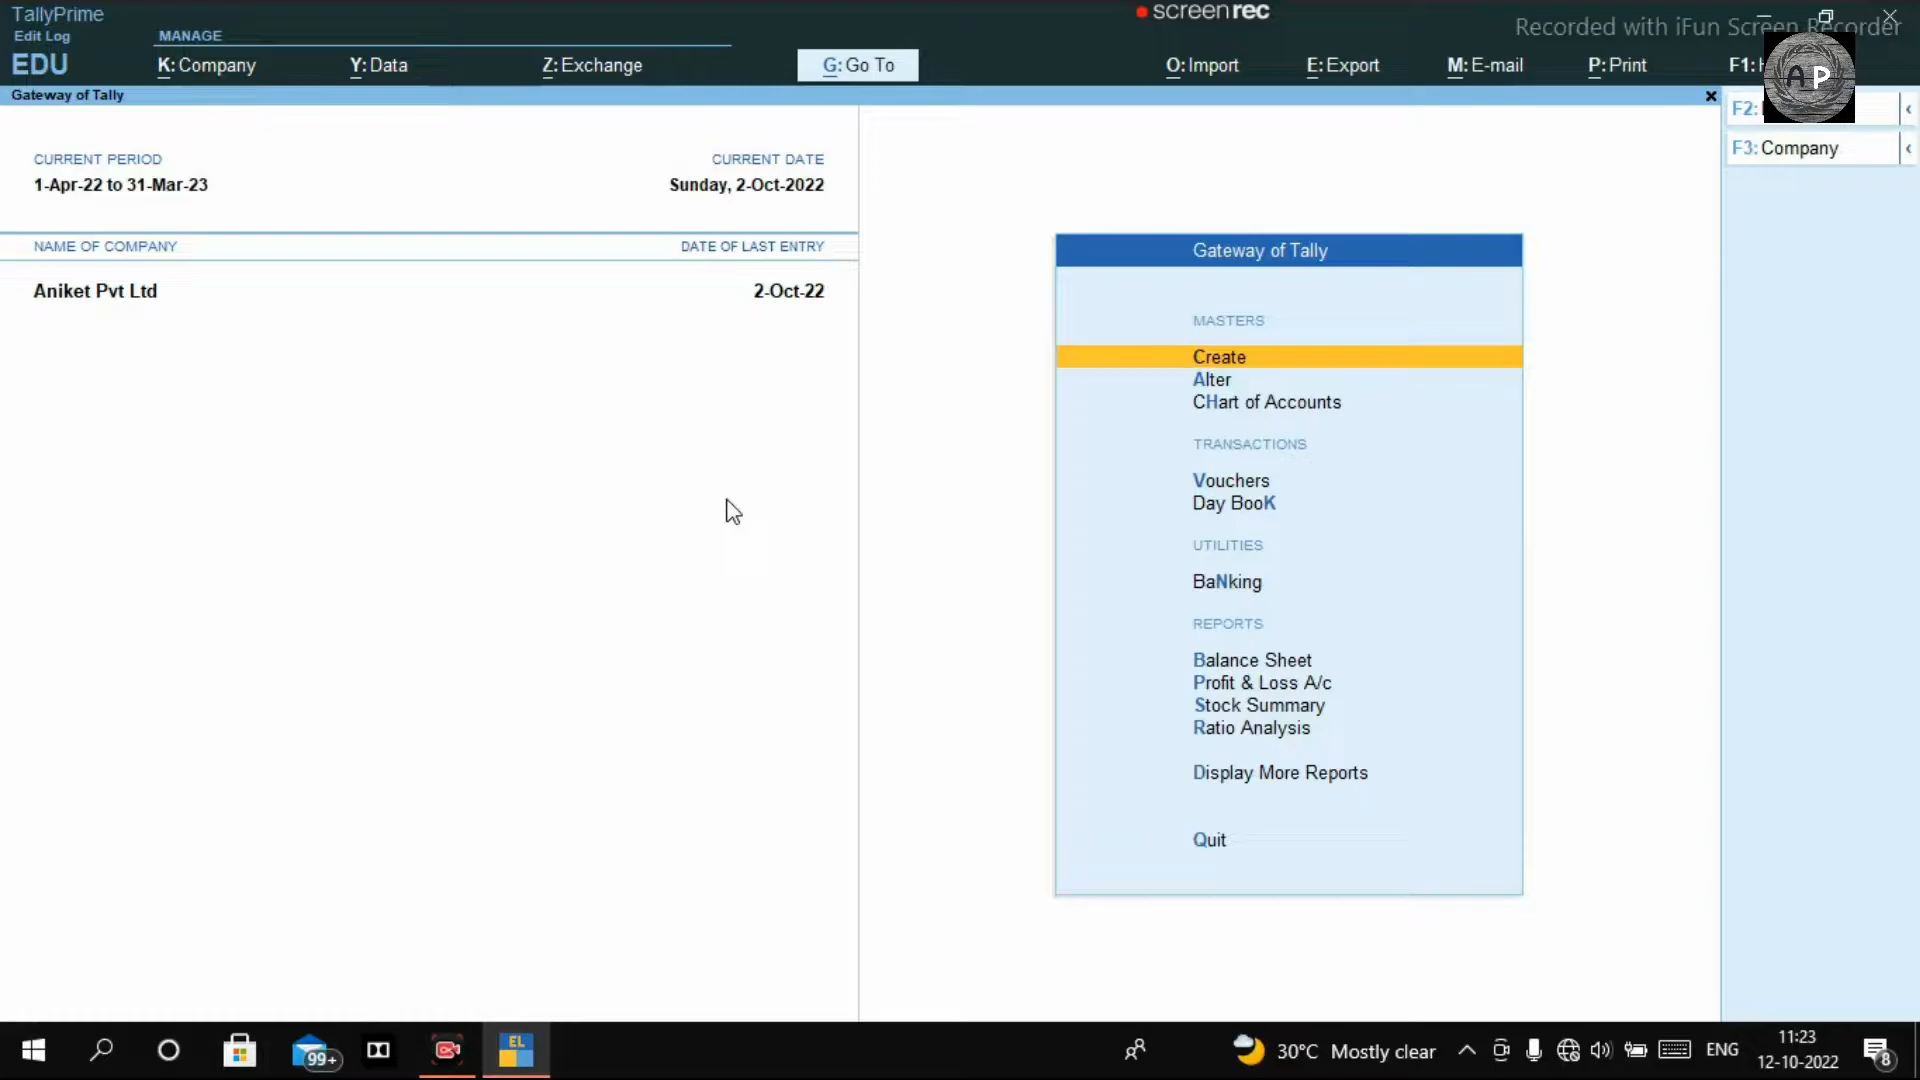 TallyPrime
Edit Log
EDU
MANAGE
K: Company
Y: Data
Z: Exchange
G: Go To
O: Import
E: Export
M: E-mail
P: Print
F1:
screenrec
Recorded with iFun Screen Recorder
AP
Gateway of Tally
F2:
F3: Company
CURRENT PERIOD
1-Apr-22 to 31-Mar-23
CURRENT DATE
Sunday, 2-Oct-2022
NAME OF COMPANY
DATE OF LAST ENTRY
Aniket Pvt Ltd
2-Oct-22
Gateway of Tally
MASTERS
Create
Alter
CHart of Accounts
TRANSACTIONS
Vouchers
Day BooK
UTILITIES
BaNking
REPORTS
Balance Sheet
Profit & Loss A/c
Stock Summary
Ratio Analysis
Display More Reports
Quit
99+
EL
30°C Mostly clear
ENG
11:23
12-10-2022
8